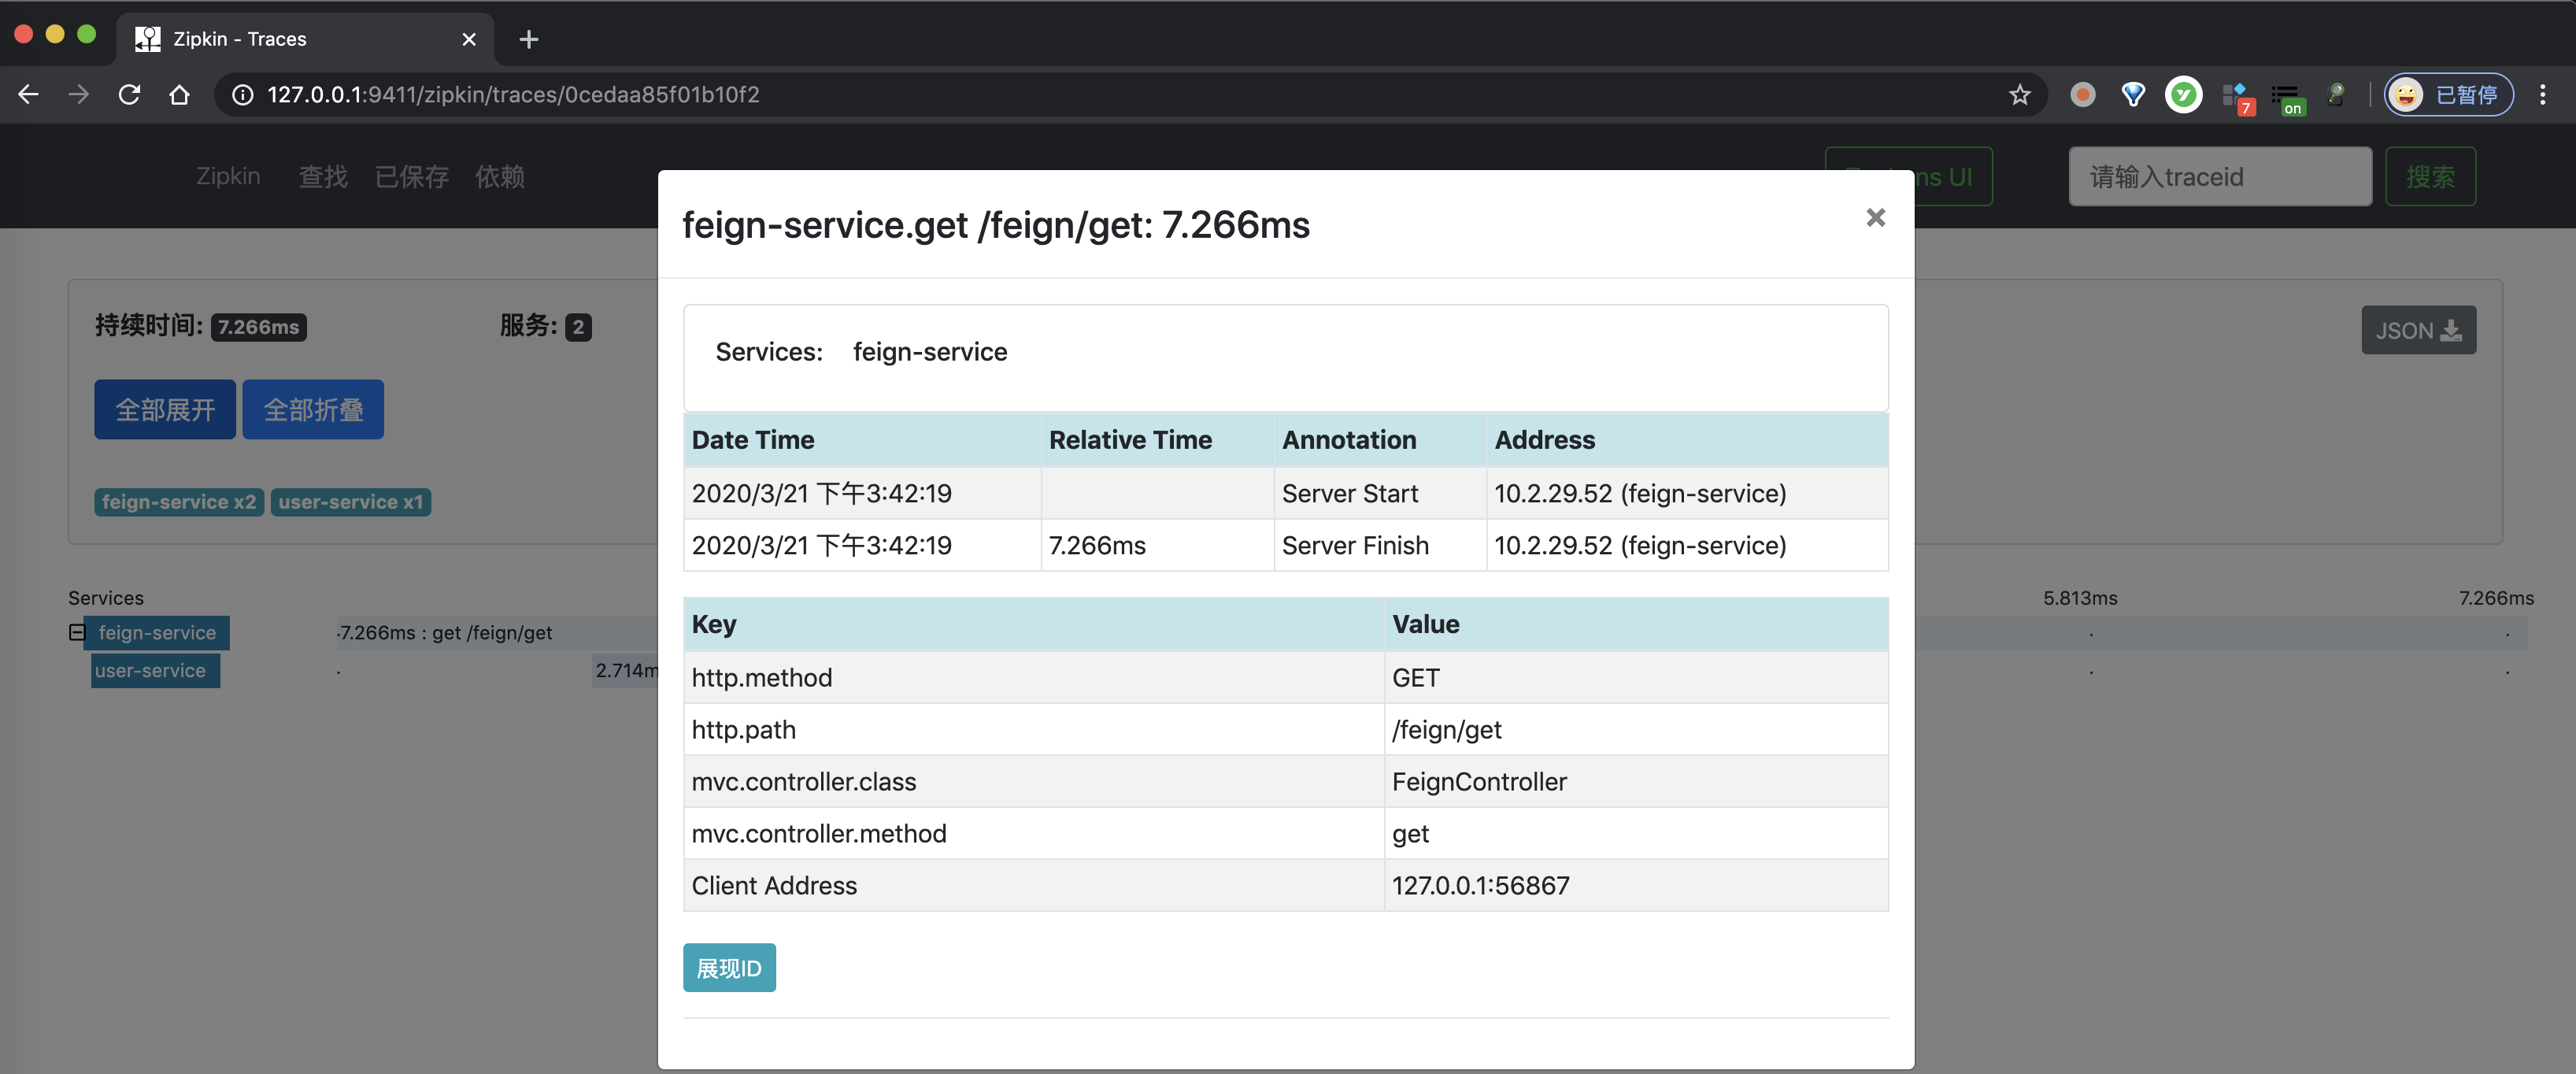 Zipkin - Traces
127.0.0.1:9411/zipkin/traces/0cedaa85f01b10f2
7
on
已暂停
Zipkin 查找 已保存 依赖
ns UI
请输入traceid
搜索
feign-service.get /feign/get: 7.266ms
持续时间: 7.266ms 服务: 2
JSON
全部展开 全部折叠
feign-service x2 user-service x1
Services: feign-service
Date Time Relative Time Annotation Address
2020/3/21 下午3:42:19 Server Start 10.2.29.52 (feign-service)
2020/3/21 下午3:42:19 7.266ms Server Finish 10.2.29.52 (feign-service)
Services 5.813ms 7.266ms
feign-service .7.266ms : get /feign/get . .
user-service . 2.714m . .
Key Value
http.method GET
http.path /feign/get
mvc.controller.class FeignController
mvc.controller.method get
Client Address 127.0.0.1:56867
展现ID